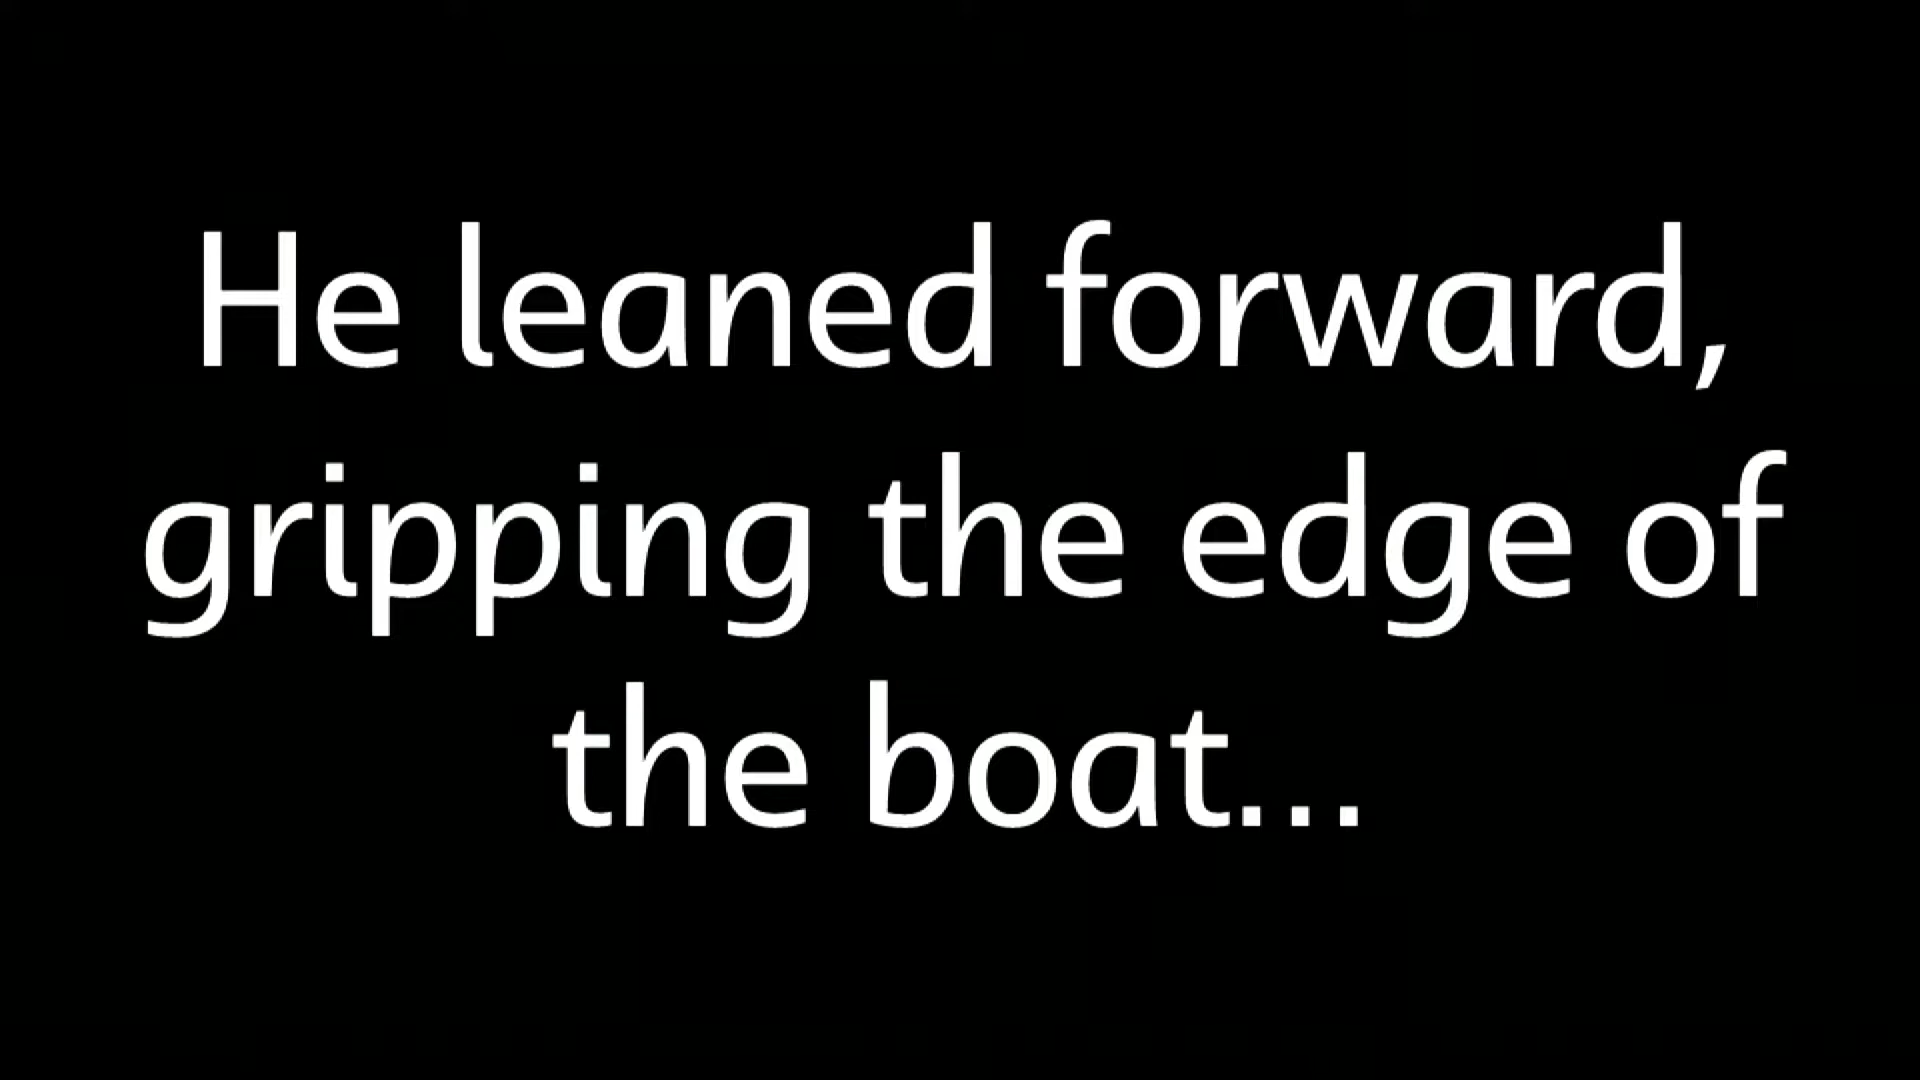 He leaned forward,
gripping the edge of
the boat...